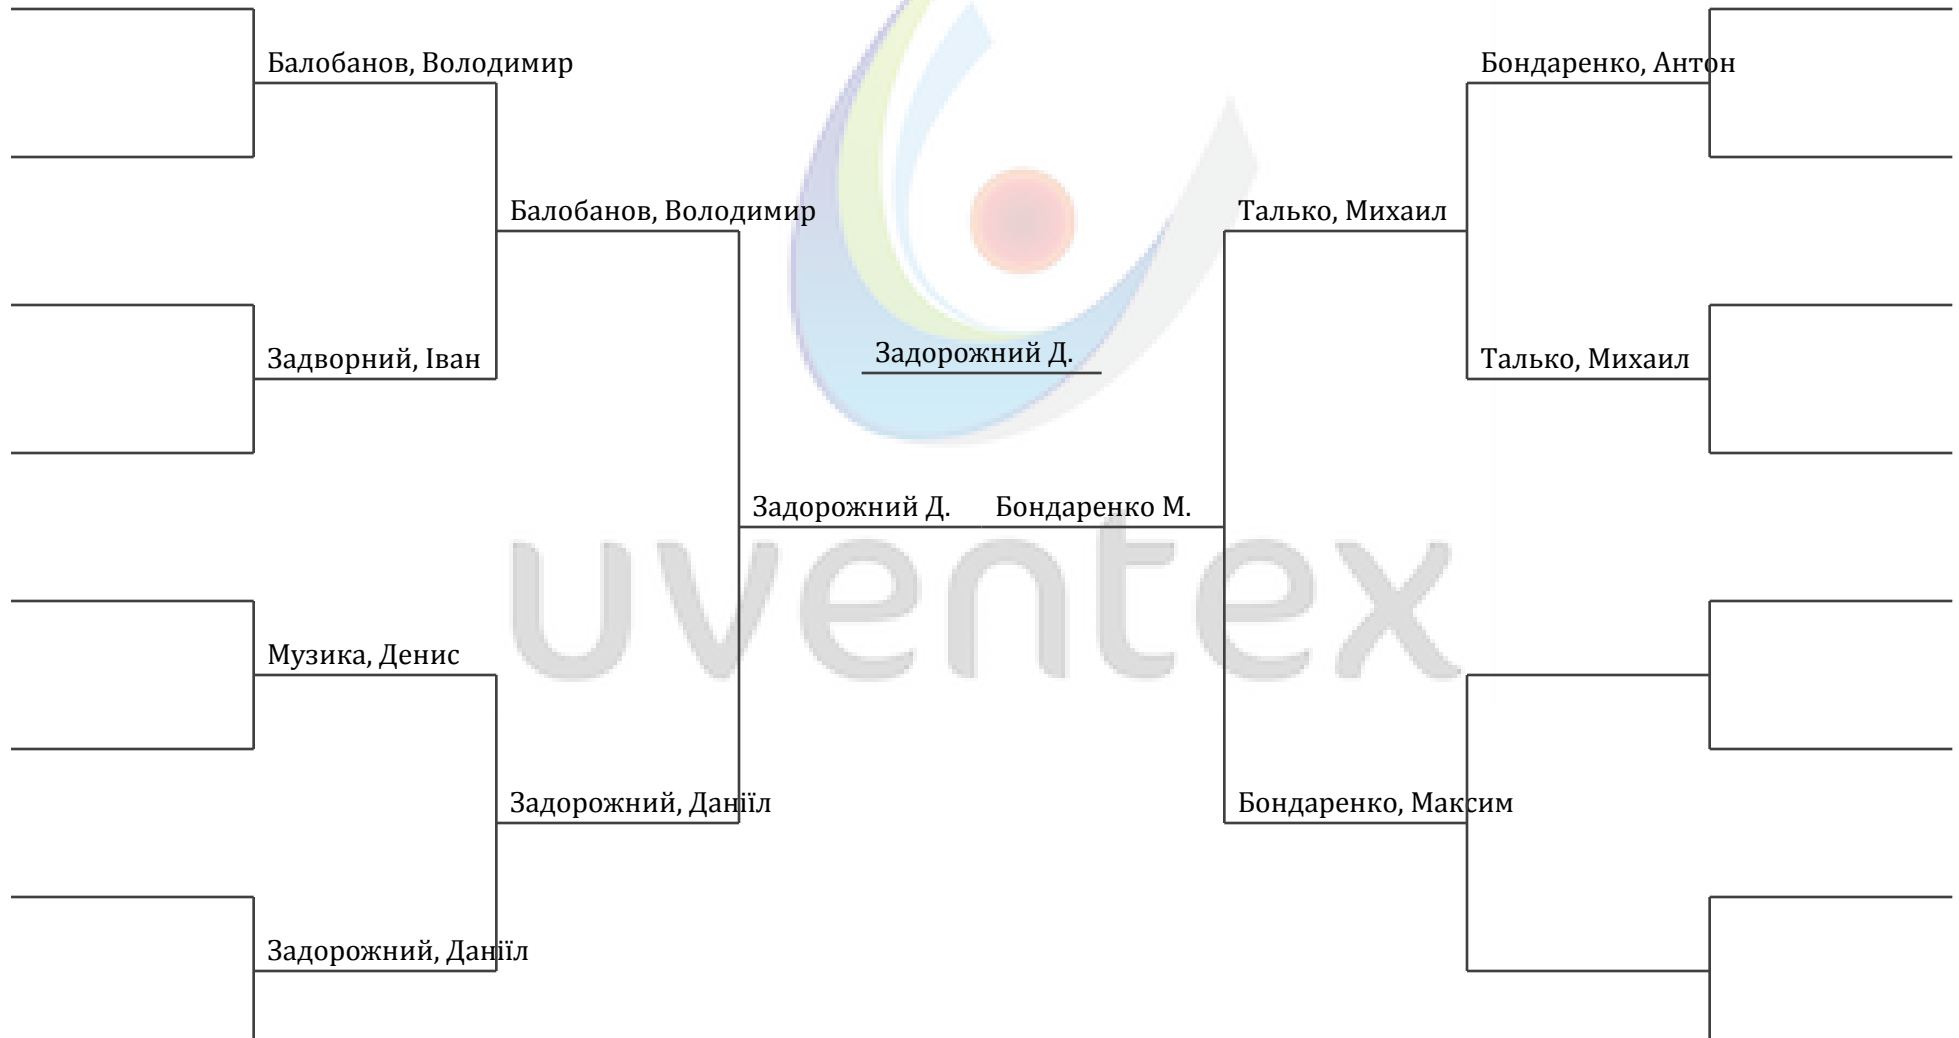 Балобанов, Володимир
Бондаренко, Антон
Балобанов, Володимир
Талько, Михаил
Задорожний Д.
Задворний, Іван
Талько, Михаил
Задорожний Д.
Бондаренко М.
uventex
Музика, Денис
Задорожний, Даніїл
Бондаренко, Максим
Задорожний, Даніїл